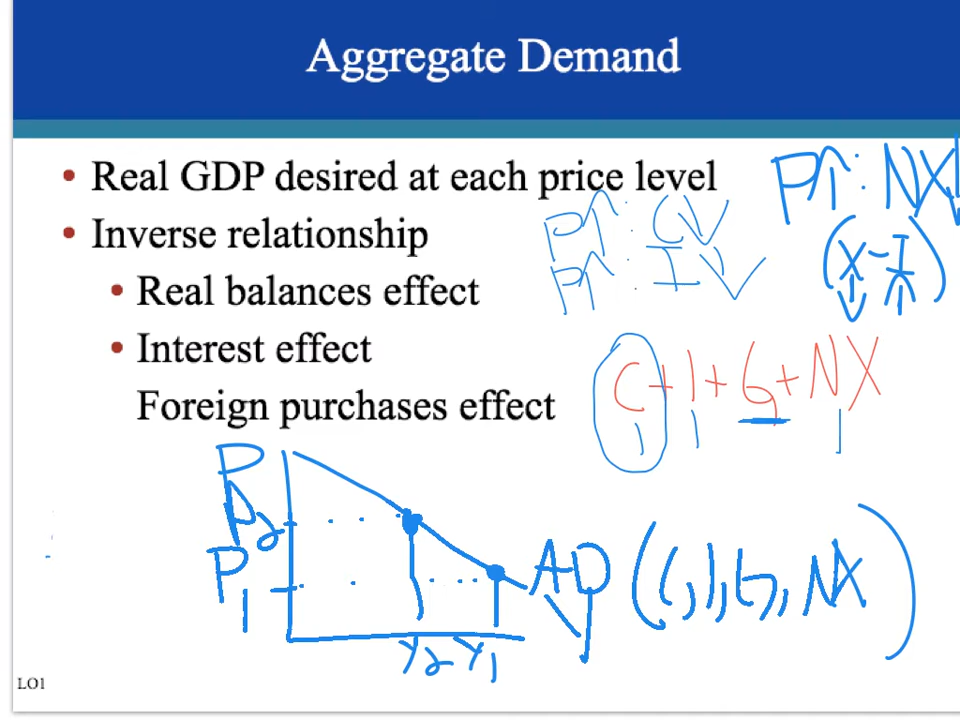 Aggregate Demand
• Real GDP desired at each price level
• Inverse relationship
• Real balances effect
• Interest effect
Foreign purchases effect
P↑: C↓
P↑: I↓
P↑: NX↓
(X-I)
C+I+G+NX
P
P2
P1
Y2 Y1
AD (C, I, G, NX)
LO1